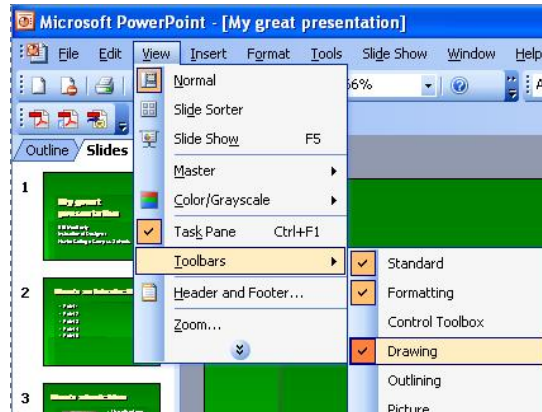 Microsoft PowerPoint - [My great presentation]
File Edit View Insert Format Tools Slide Show Window Help
6%
Normal
Slide Sorter
Slide Show F5
Master
Color/Grayscale
Task Pane Ctrl+F1
Toolbars
Header and Footer...
Zoom...
Outline Slides
1
My great
presentation
2
3
Standard
Formatting
Control Toolbox
Drawing
Outlining
Picture